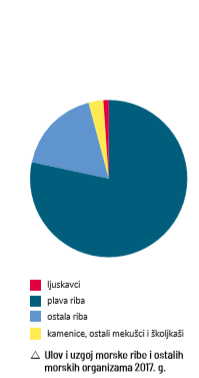 ljuskavci
plava riba
ostala riba
kamenice, ostali mekušci i školjkaši
△ Ulov i uzgoj morske ribe i ostalih
morskih organizama 2017. g.